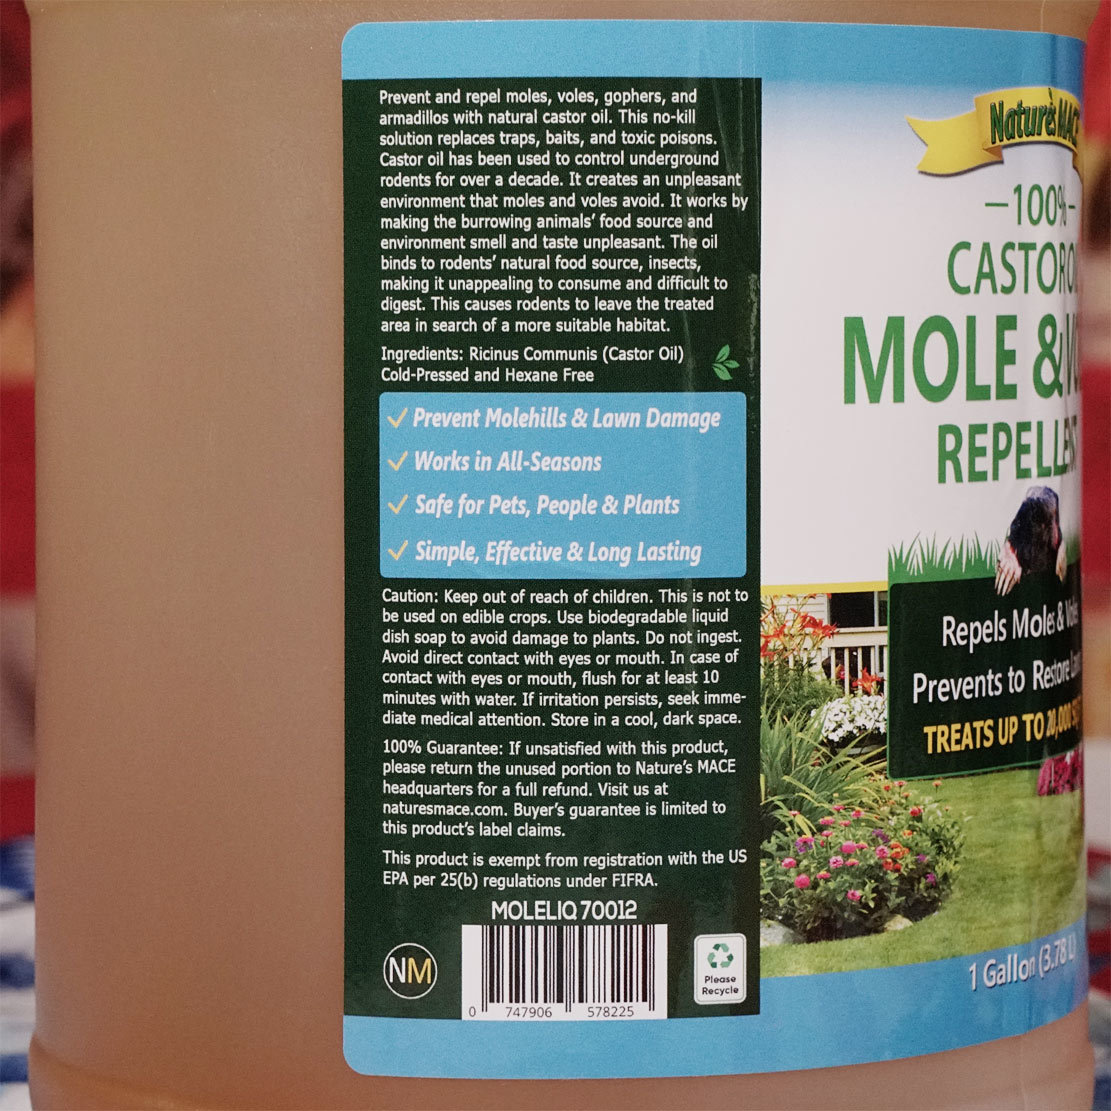 Prevent and repel moles, voles, gophers, and
armadillos with natural castor oil. This no-kill
solution replaces traps, baits, and toxic poisons.
Castor oil has been used to control underground
rodents for over a decade. It creates an unpleasant
environment that moles and voles avoid. It works by
making the burrowing animals' food source and
environment smell and taste unpleasant. The oil
binds to rodents' natural food source, insects,
making it unappealing to consume and difficult to
digest. This causes rodents to leave the treated
area in search of a more suitable habitat.
Ingredients: Ricinus Communis (Castor Oil)
Cold-Pressed and Hexane Free
Prevent Molehills & Lawn Damage
Works in All-Seasons
Safe for Pets, People & Plants
Simple, Effective & Long Lasting
Caution: Keep out of reach of children. This is not to
be used on edible crops. Use biodegradable liquid
dish soap to avoid damage to plants. Do not ingest.
Avoid direct contact with eyes or mouth. In case of
contact with eyes or mouth, flush for at least 10
minutes with water. If irritation persists, seek imme-
diate medical attention. Store in a cool, dark space.
100% Guarantee: If unsatisfied with this product,
please return the unused portion to Nature's MACE
headquarters for a full refund. Visit us at
naturesmace.com. Buyer's guarantee is limited to
this product's label claims.
This product is exempt from registration with the US
EPA per 25(b) regulations under FIFRA.
MOLELIQ70012
NM
0 747906 578225
Please
Recycle
Nature's MACE
—100%—
CASTOR
MOLE &
REPELLENT
Repels Moles & Voles
Prevents to Restore
TREATS UP TO 20,000
1 Gallon (3.78 L)